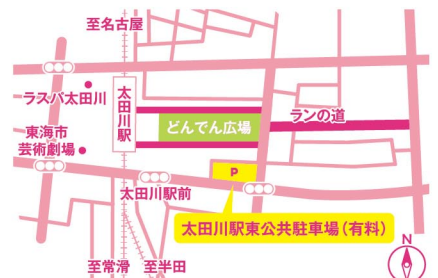 至名古屋
ラスパ太田川
太田川駅
ランの道
どんでん広場
東海市
芸術劇場
P
太田川駅前
太田川駅東公共駐車場(有料)
N
至常滑
至半田